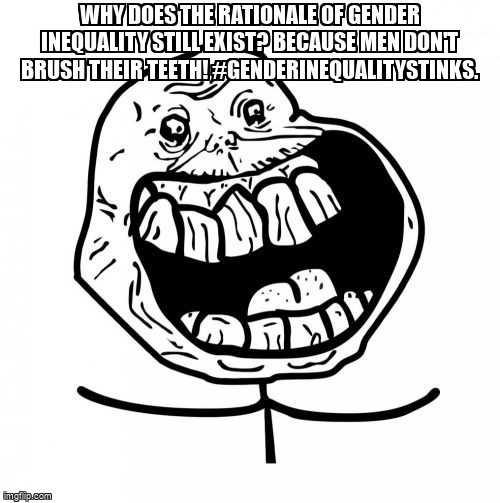 WHY DOES THE RATIONALE OF GENDER
INEQUALITY STILL EXIST? BECAUSE MEN DON'T
BRUSH THEIR TEETH! #GENDERINEQUALITYSTINKS.
imgflip.com